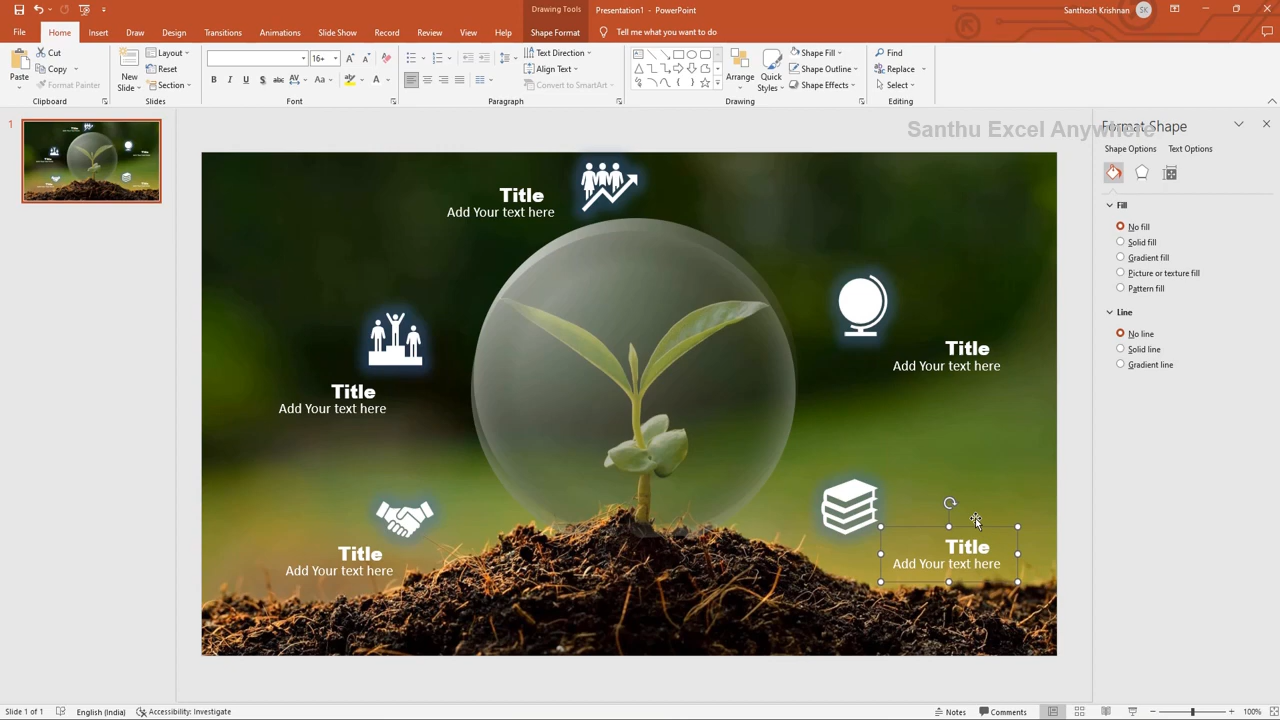 Drawing Tools
Presentation1 - PowerPoint
Santhosh Krishnan
SK
File
Home
Insert
Draw
Design
Transitions
Animations
Slide Show
Record
Review
View
Help
Shape Format
Tell me what you want to do
Paste
Cut
Copy
Format Painter
Clipboard
New Slide
Layout
Reset
Section
Slides
16+
B I U S abc AV Aa A
Font
Text Direction
Align Text
Convert to SmartArt
Paragraph
Arrange
Quick Styles
Shape Fill
Shape Outline
Shape Effects
Drawing
Find
Replace
Select
Editing
Santhu Excel Anywhere
Format Shape
Shape Options
Text Options
Fill
No fill
Solid fill
Gradient fill
Picture or texture fill
Pattern fill
Line
No line
Solid line
Gradient line
1
Title
Add Your text here
Title
Add Your text here
Title
Add Your text here
Title
Add Your text here
Title
Add Your text here
Slide 1 of 1
English (India)
Accessibility: Investigate
Notes
Comments
100%